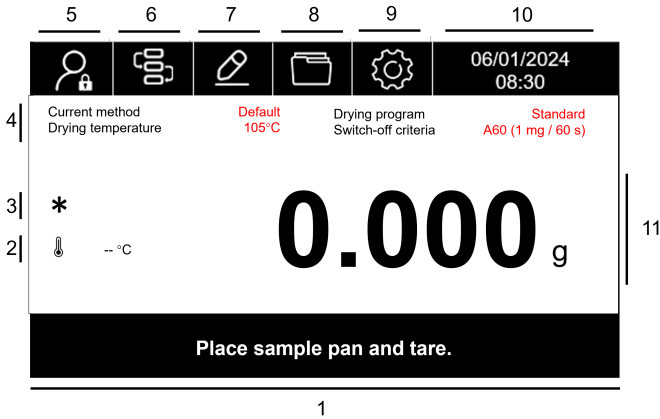 5 6 7 8 9 10
06/01/2024
08:30
4
Current method Default Drying program Standard
Drying temperature 105°C Switch-off criteria A60 (1 mg / 60 s)
3 *
0.000 g
11
2 -- °C
Place sample pan and tare.
1